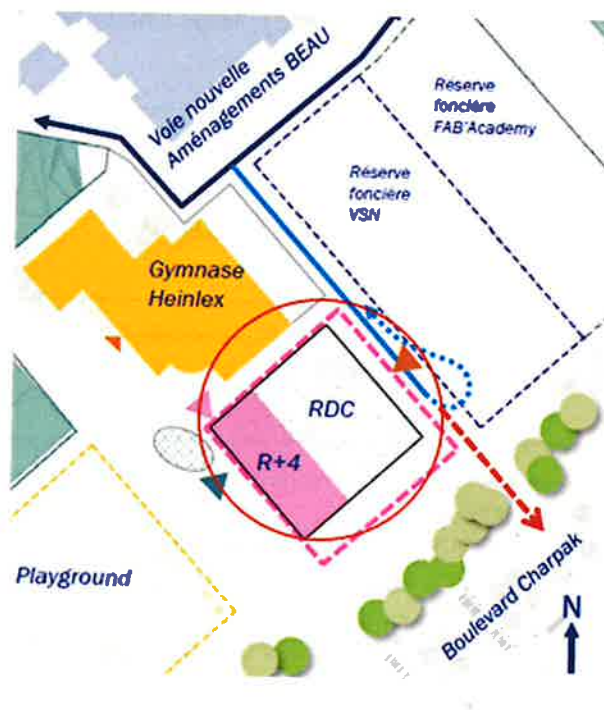 Voie nouvelle
Aménagements BEAU
Réserve
foncière
FAB'Academy
Réserve
foncière
VSN
Gymnase
Heinlex
RDC
R+4
Playground
Boulevard Charpak
N